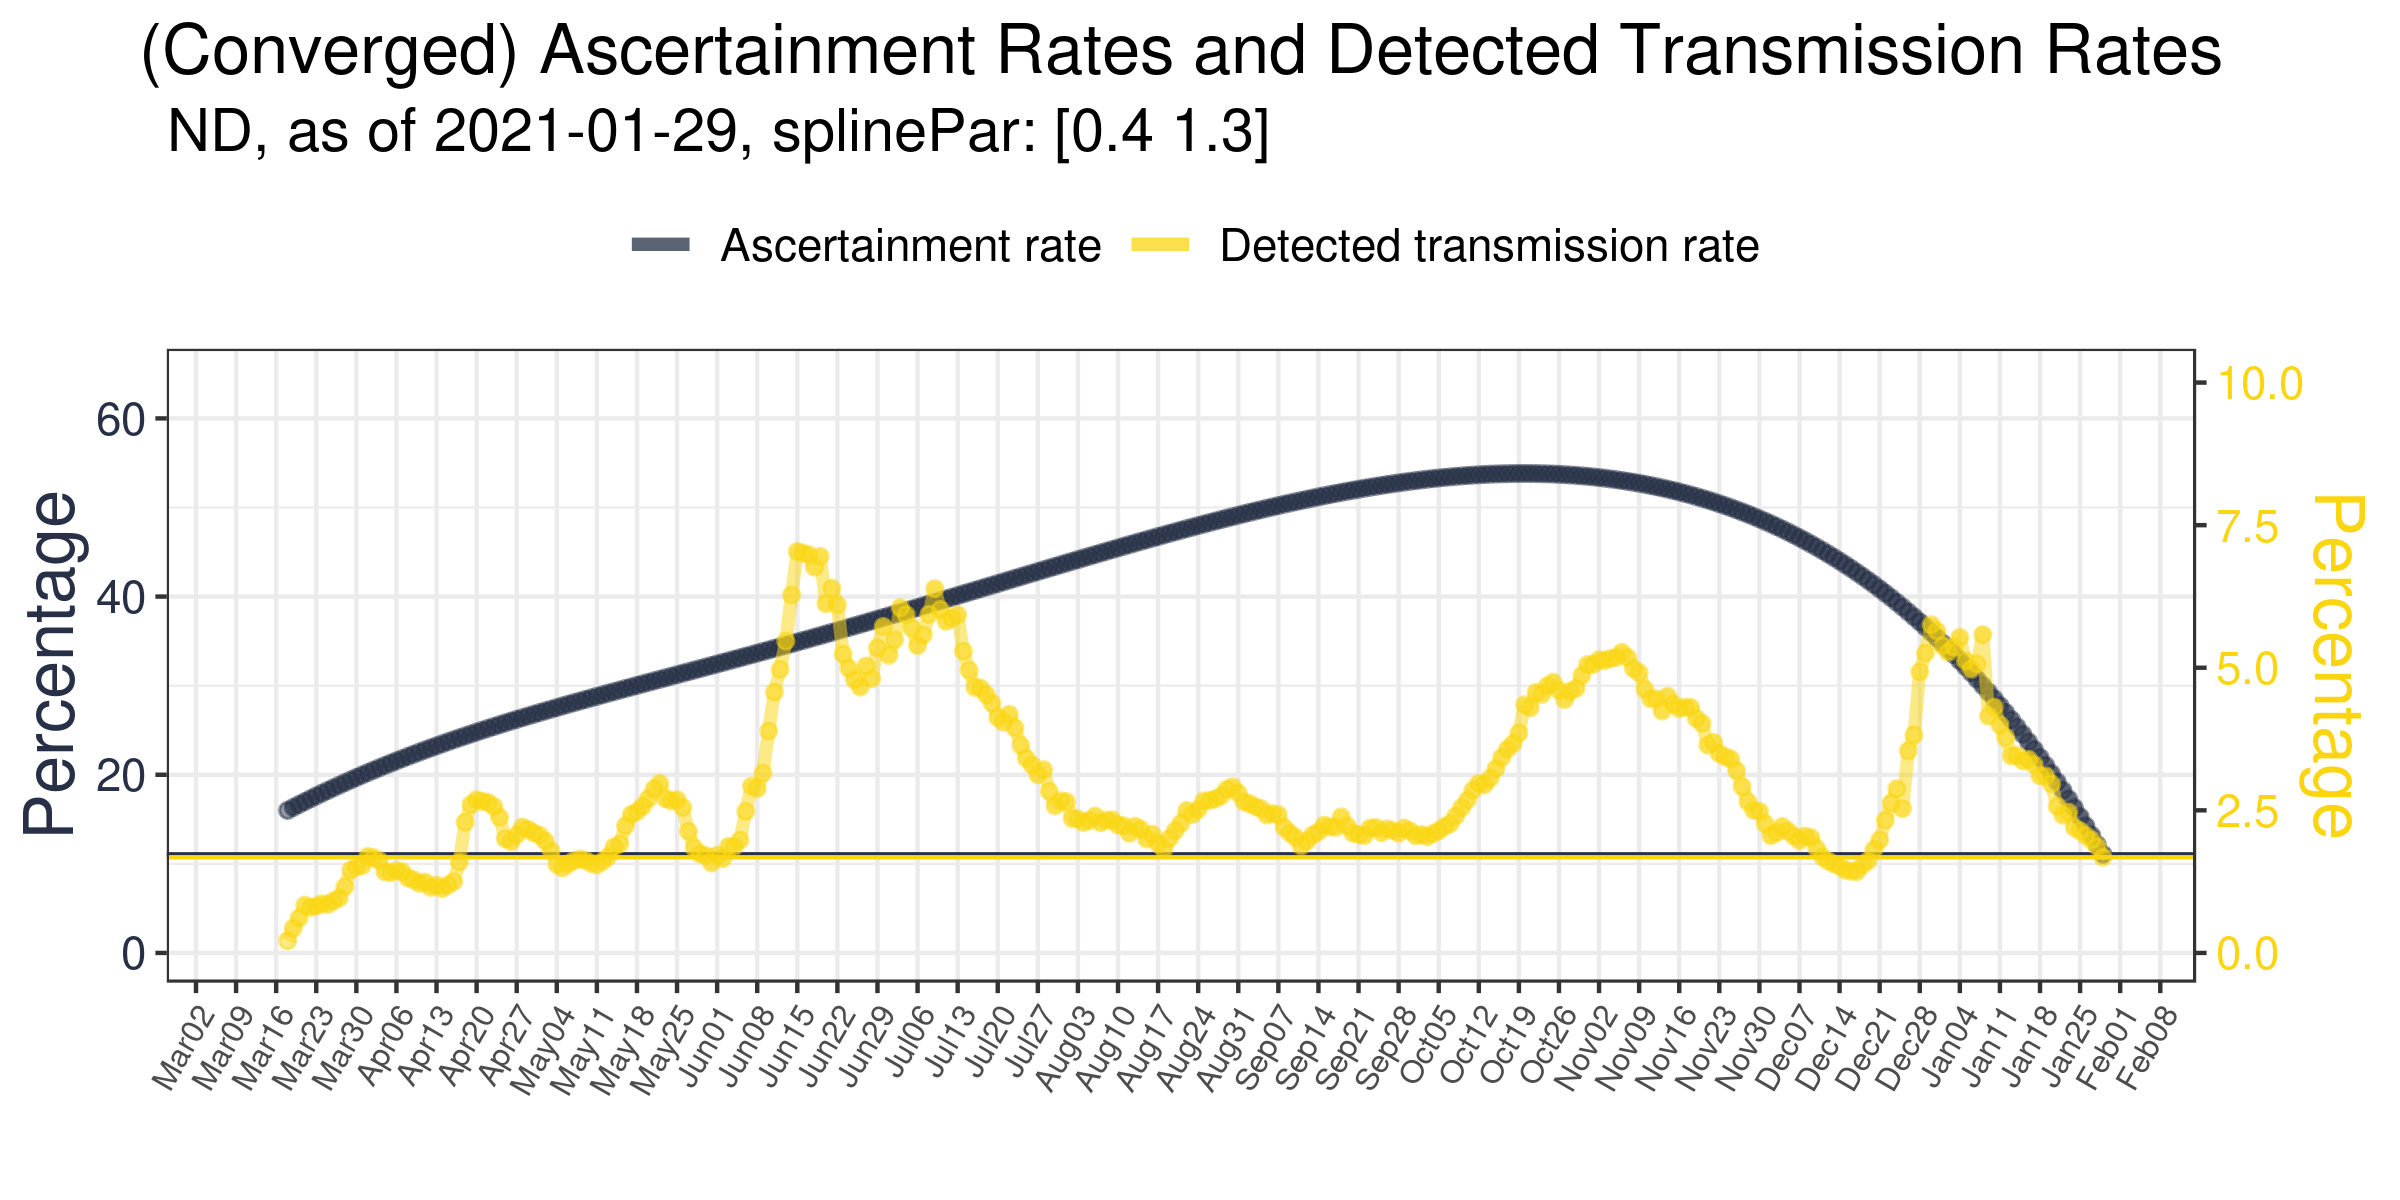 (Converged) Ascertainment Rates and Detected Transmission Rates
ND, as of 2021-01-29, splinePar: [0.4 1.3]
Ascertainment rate
Detected transmission rate
Percentage
60
40
20
0
10.0
7.5
5.0
2.5
0.0
Percentage
Mar02
Mar09
Mar16
Mar23
Mar30
Apr06
Apr13
Apr20
Apr27
May04
May11
May18
May25
Jun01
Jun08
Jun15
Jun22
Jun29
Jul06
Jul13
Jul20
Jul27
Aug03
Aug10
Aug17
Aug24
Aug31
Sep07
Sep14
Sep21
Sep28
Oct05
Oct12
Oct19
Oct26
Nov02
Nov09
Nov16
Nov23
Nov30
Dec07
Dec14
Dec21
Dec28
Jan04
Jan11
Jan18
Jan25
Feb01
Feb08